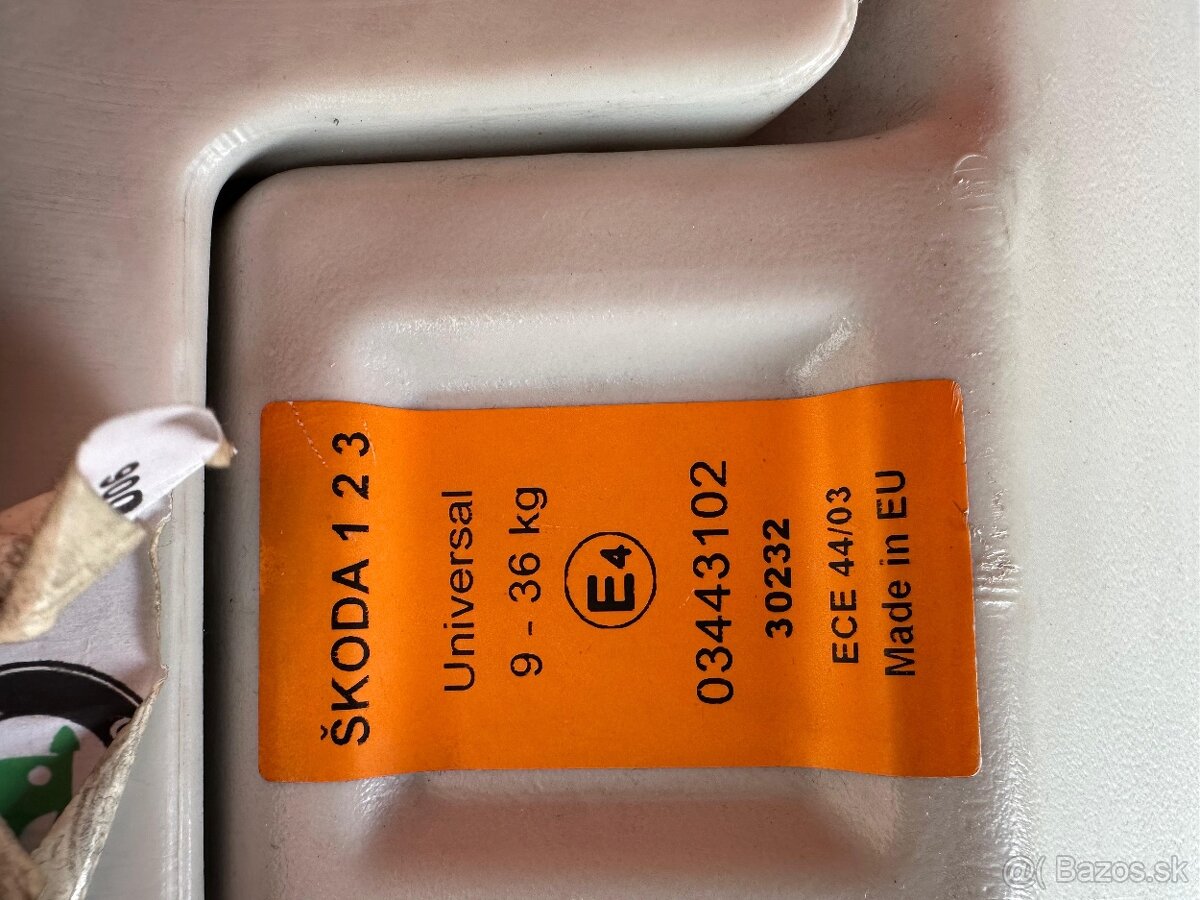 ŠKODA 1 2 3
Universal
9 - 36 kg
E4
03443102
30232
ECE 44/03
Made in EU
@( Bazos.sk